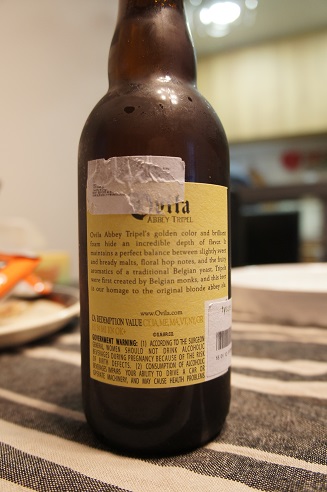 Ovila
ABBEY TRIPEL
Ovila Abbey Tripel's golden color and brilliant
foam hide an incredible depth of flavor. It
maintains a perfect balance between slightly sweet
and bready malts, floral hop notes, and the fruity
aromatics of a traditional Belgian yeast. Tripels
were first created by Belgian monks, and this beer
is our homage to the original blonde abbey ale.
www.Ovila.com
CA REDEMPTION VALUE
GOVERNMENT WARNING: (1) ACCORDING TO THE SURGEON
GENERAL, WOMEN SHOULD NOT DRINK ALCOHOLIC
BEVERAGES DURING PREGNANCY BECAUSE OF THE RISK
OF BIRTH DEFECTS. (2) CONSUMPTION OF ALCOHOLIC
BEVERAGES IMPAIRS YOUR ABILITY TO DRIVE A CAR OR
OPERATE MACHINERY, AND MAY CAUSE HEALTH PROBLEMS.